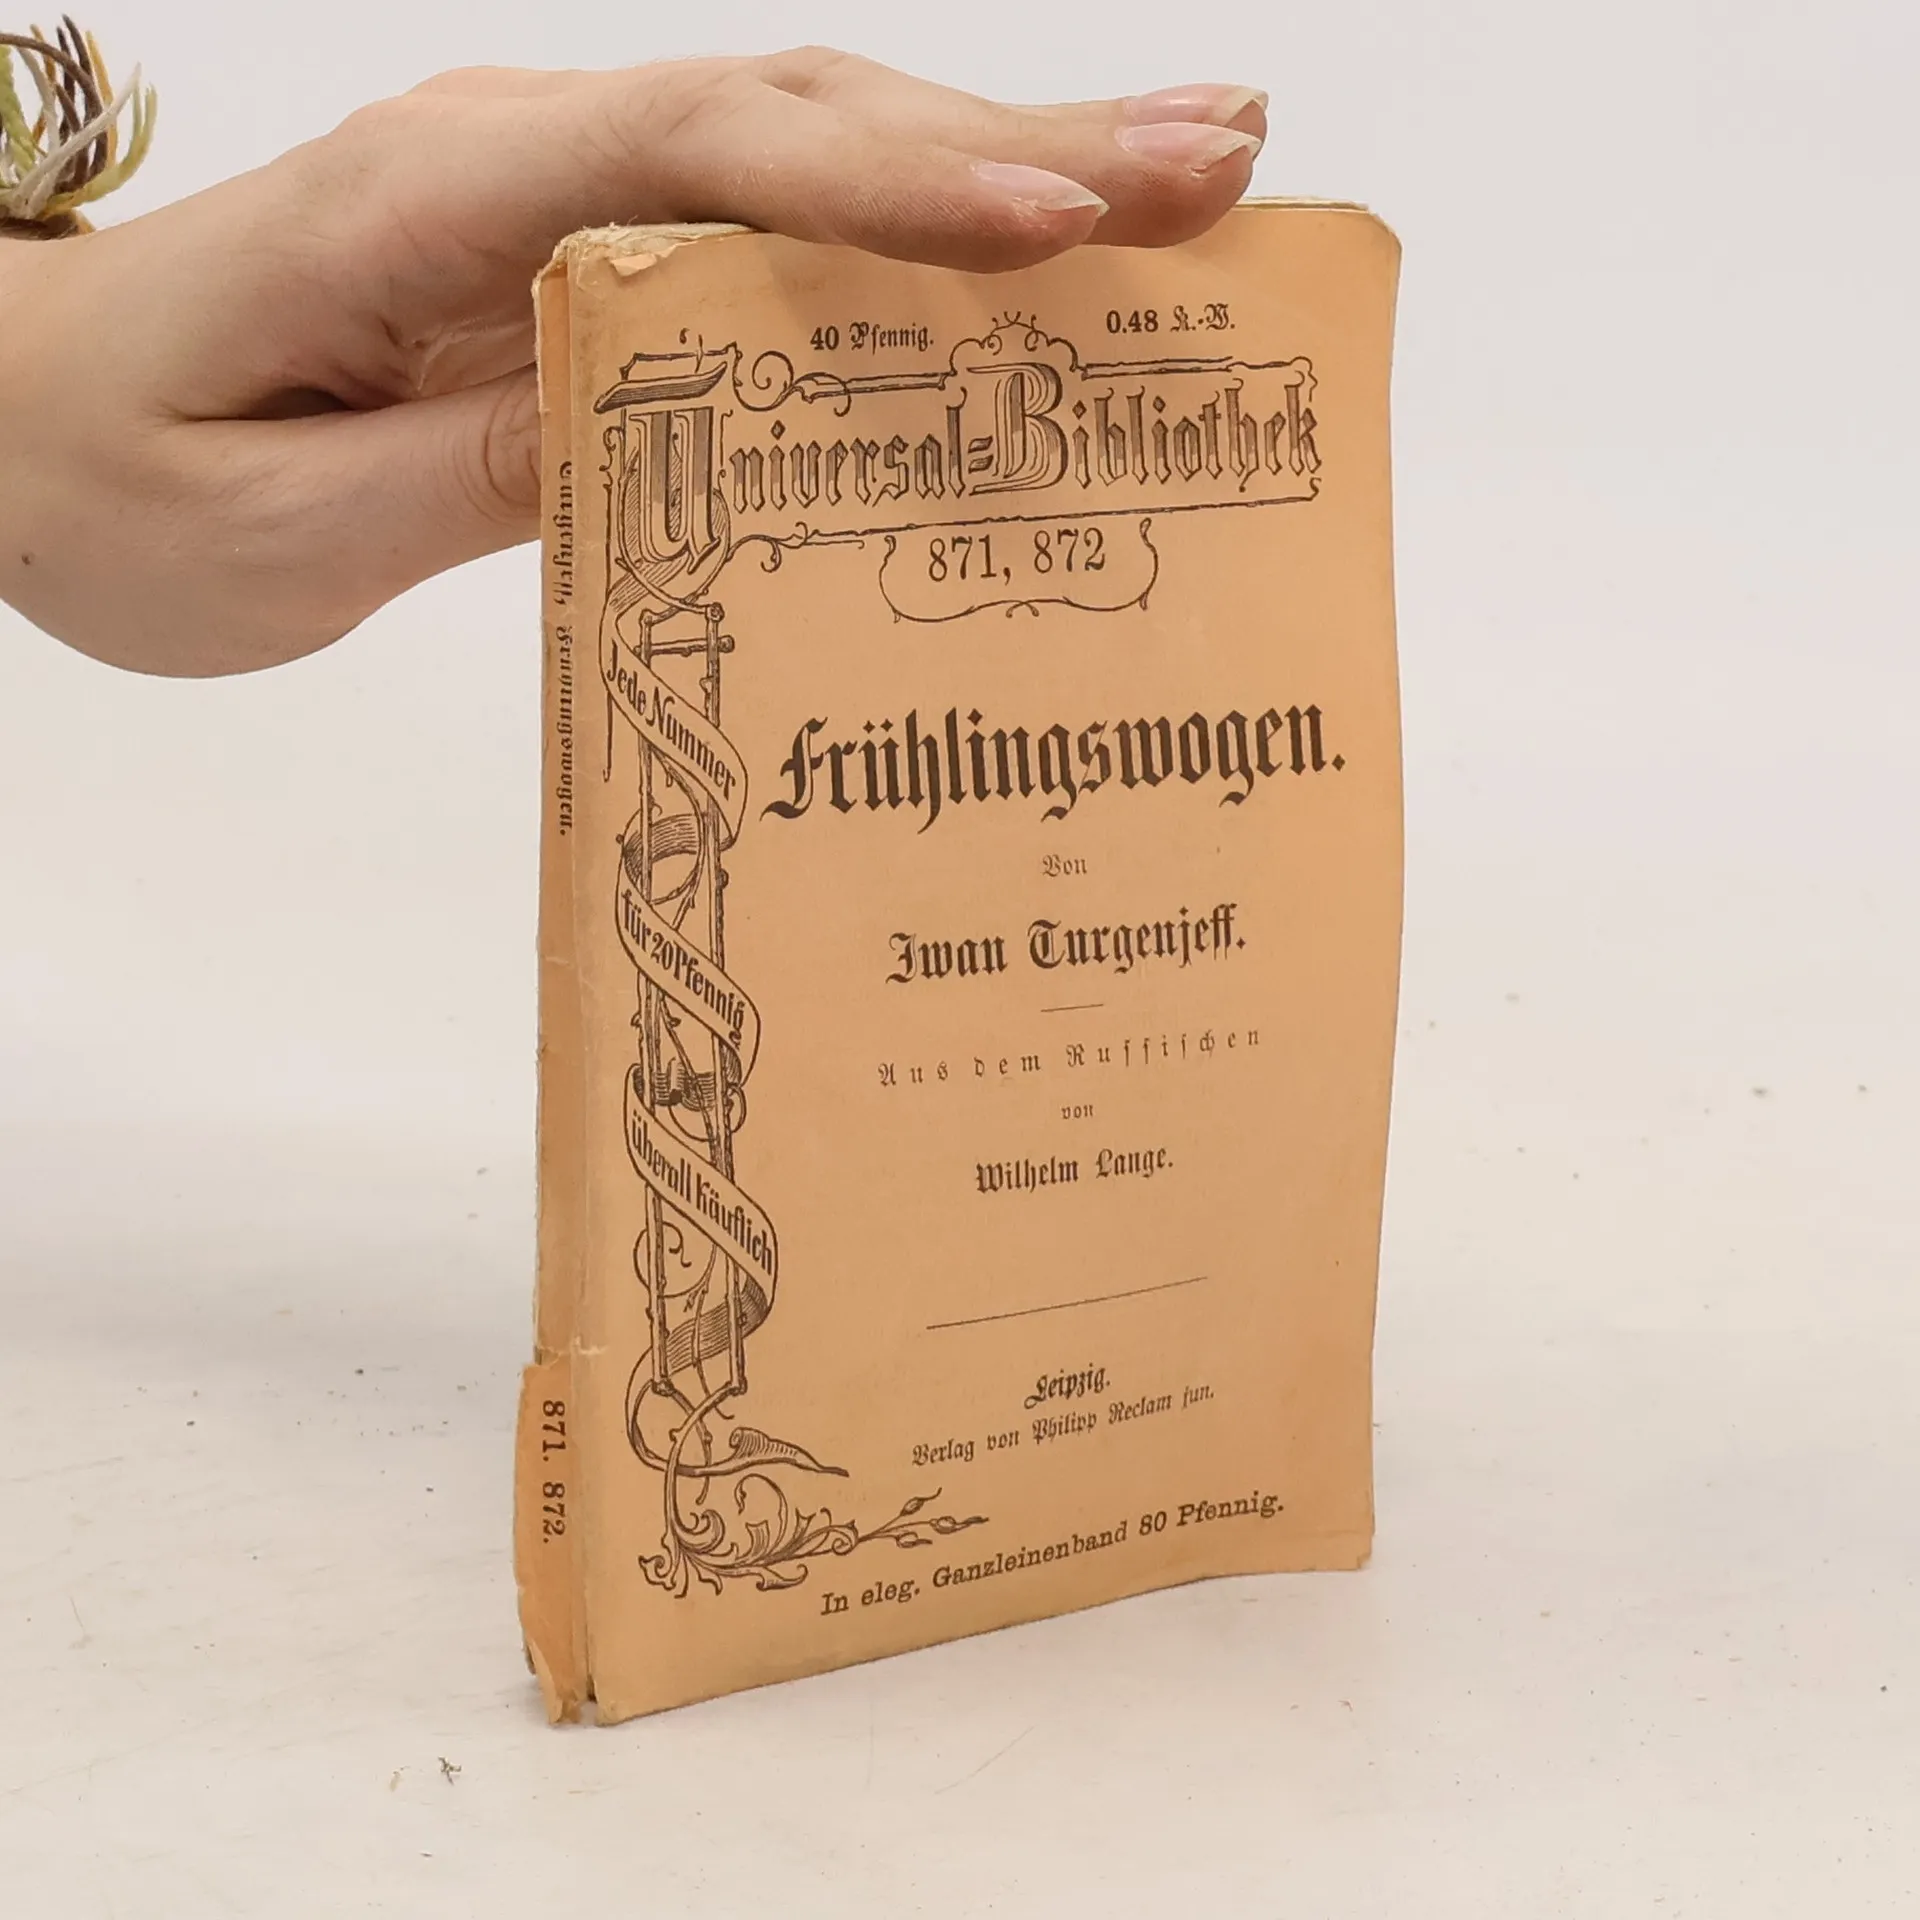 40 Pfennig. 0.48 K.-W.
Universal-Bibliothek
871, 872
Jede Nummer
für 20 Pfennig
überall käuflich
Frühlingswogen.
Von
Iwan Turgenjeff.
Aus dem Russischen
von
Wilhelm Lange.
Leipzig.
Verlag von Philipp Reclam jun.
In eleg. Ganzleinenband 80 Pfennig.
Turgenjeff, Frühlingswogen.
871. 872.